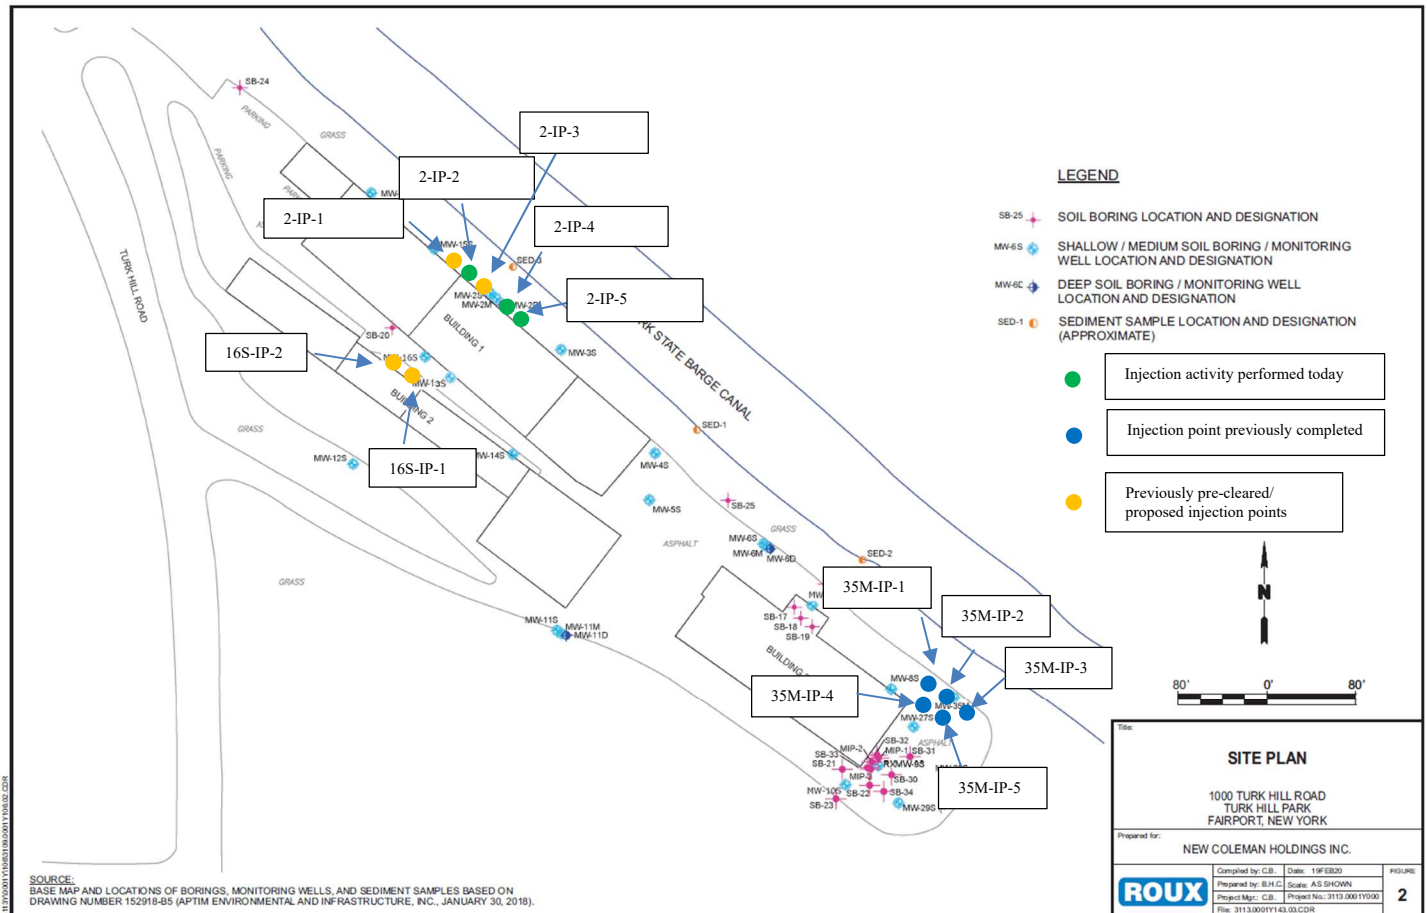 SB-24
PARKING
GRASS
PARKING
2-IP-3
2-IP-2
2-IP-1
2-IP-4
MW-15S
SED-3
MW-2S
MW-2M
2-IP-5
TURK HILL ROAD
BUILDING 1
STATE BARGE CANAL
SB-20
16S-IP-2
MW-3S
MW-13S
BUILDING 2
16S-IP-1
GRASS
MW-12S
MW-14S
SED-1
MW-4S
MW-5S
SB-25
GRASS
ASPHALT
MW-6S
MW-6M
MW-6D
SED-2
GRASS
35M-IP-1
35M-IP-2
35M-IP-3
35M-IP-4
35M-IP-5
SB-17
SB-18
SB-19
MW-11S
MW-11M
MW-11D
BUILDING
MW-8S
MW-35M
MW-27S
ASPHALT
SB-32
SB-33
MIP-2
MIP-1
SB-31
SB-21
MIP-3
SB-30
MW-10S
SB-22
SB-34
SB-23
MW-29S
LEGEND
SB-25 SOIL BORING LOCATION AND DESIGNATION
MW-6S SHALLOW / MEDIUM SOIL BORING / MONITORING
WELL LOCATION AND DESIGNATION
MW-6D DEEP SOIL BORING / MONITORING WELL
LOCATION AND DESIGNATION
SED-1 SEDIMENT SAMPLE LOCATION AND DESIGNATION
(APPROXIMATE)
Injection activity performed today
Injection point previously completed
Previously pre-cleared/
proposed injection points
N
80' 0' 80'
Title:
SITE PLAN
1000 TURK HILL ROAD
TURK HILL PARK
FAIRPORT, NEW YORK
Prepared for:
NEW COLEMAN HOLDINGS INC.
ROUX
Compiled by: C.B. Date: 19FEB20
Prepared by: B.H.C. Scale: AS SHOWN
Project Mgr.: C.B. Project No.: 3113.0001Y000
File: 3113.0001Y143.03.CDR
FIGURE
2
SOURCE:
BASE MAP AND LOCATIONS OF BORINGS, MONITORING WELLS, AND SEDIMENT SAMPLES BASED ON
DRAWING NUMBER 152918-B5 (APTIM ENVIRONMENTAL AND INFRASTRUCTURE, INC., JANUARY 30, 2018).